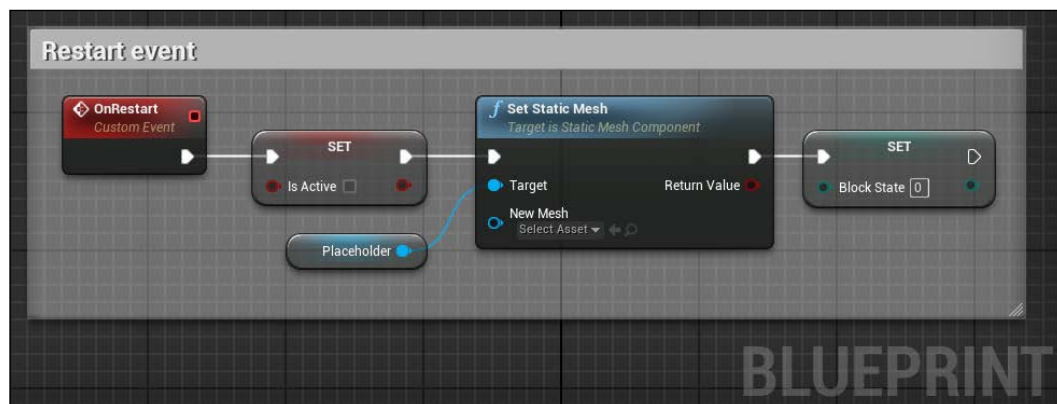 Restart event
OnRestart
Custom Event
SET
Is Active
Placeholder
f Set Static Mesh
Target is Static Mesh Component
Target
Return Value
New Mesh
Select Asset
SET
Block State 0
BLUEPRINT